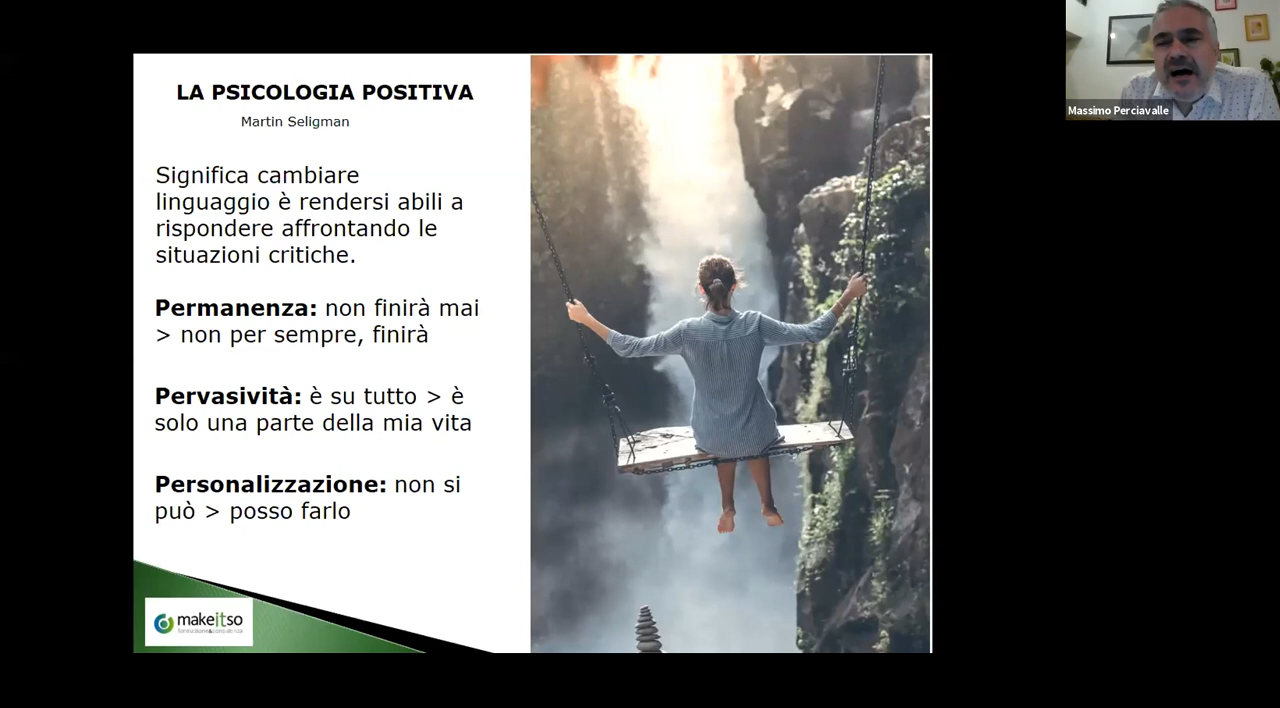 LA PSICOLOGIA POSITIVA
Martin Seligman
Significa cambiare
linguaggio è rendersi abili a
rispondere affrontando le
situazioni critiche.
Permanenza: non finirà mai
> non per sempre, finirà
Pervasività: è su tutto > è
solo una parte della mia vita
Personalizzazione: non si
può > posso farlo
makeitso
formazione&consulenza
Massimo Perciavalle